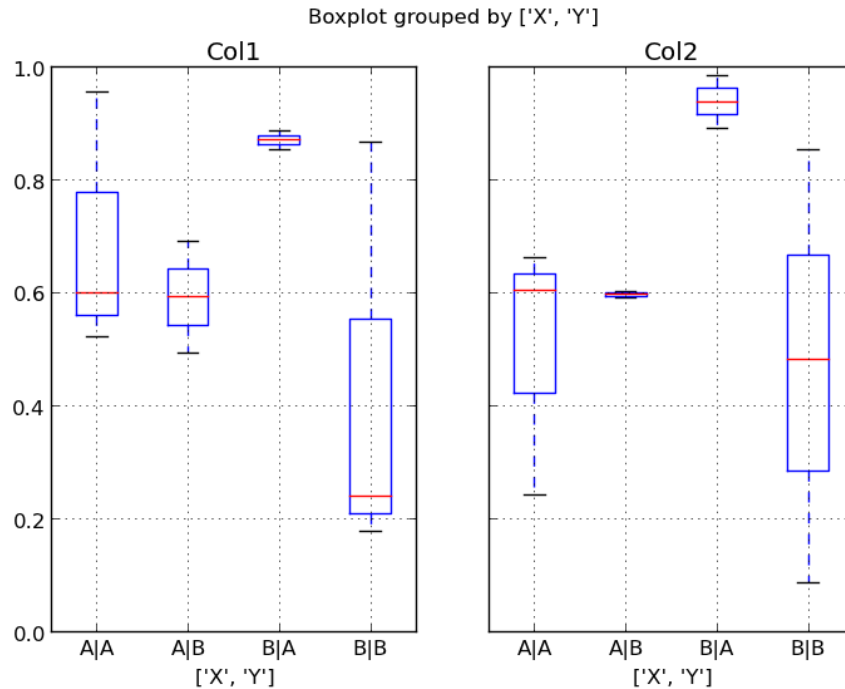 Boxplot grouped by ['X', 'Y']
Col1
Col2
1.0
0.8
0.6
0.4
0.2
0.0
A|A A|B B|A B|B
A|A A|B B|A B|B
['X', 'Y']
['X', 'Y']